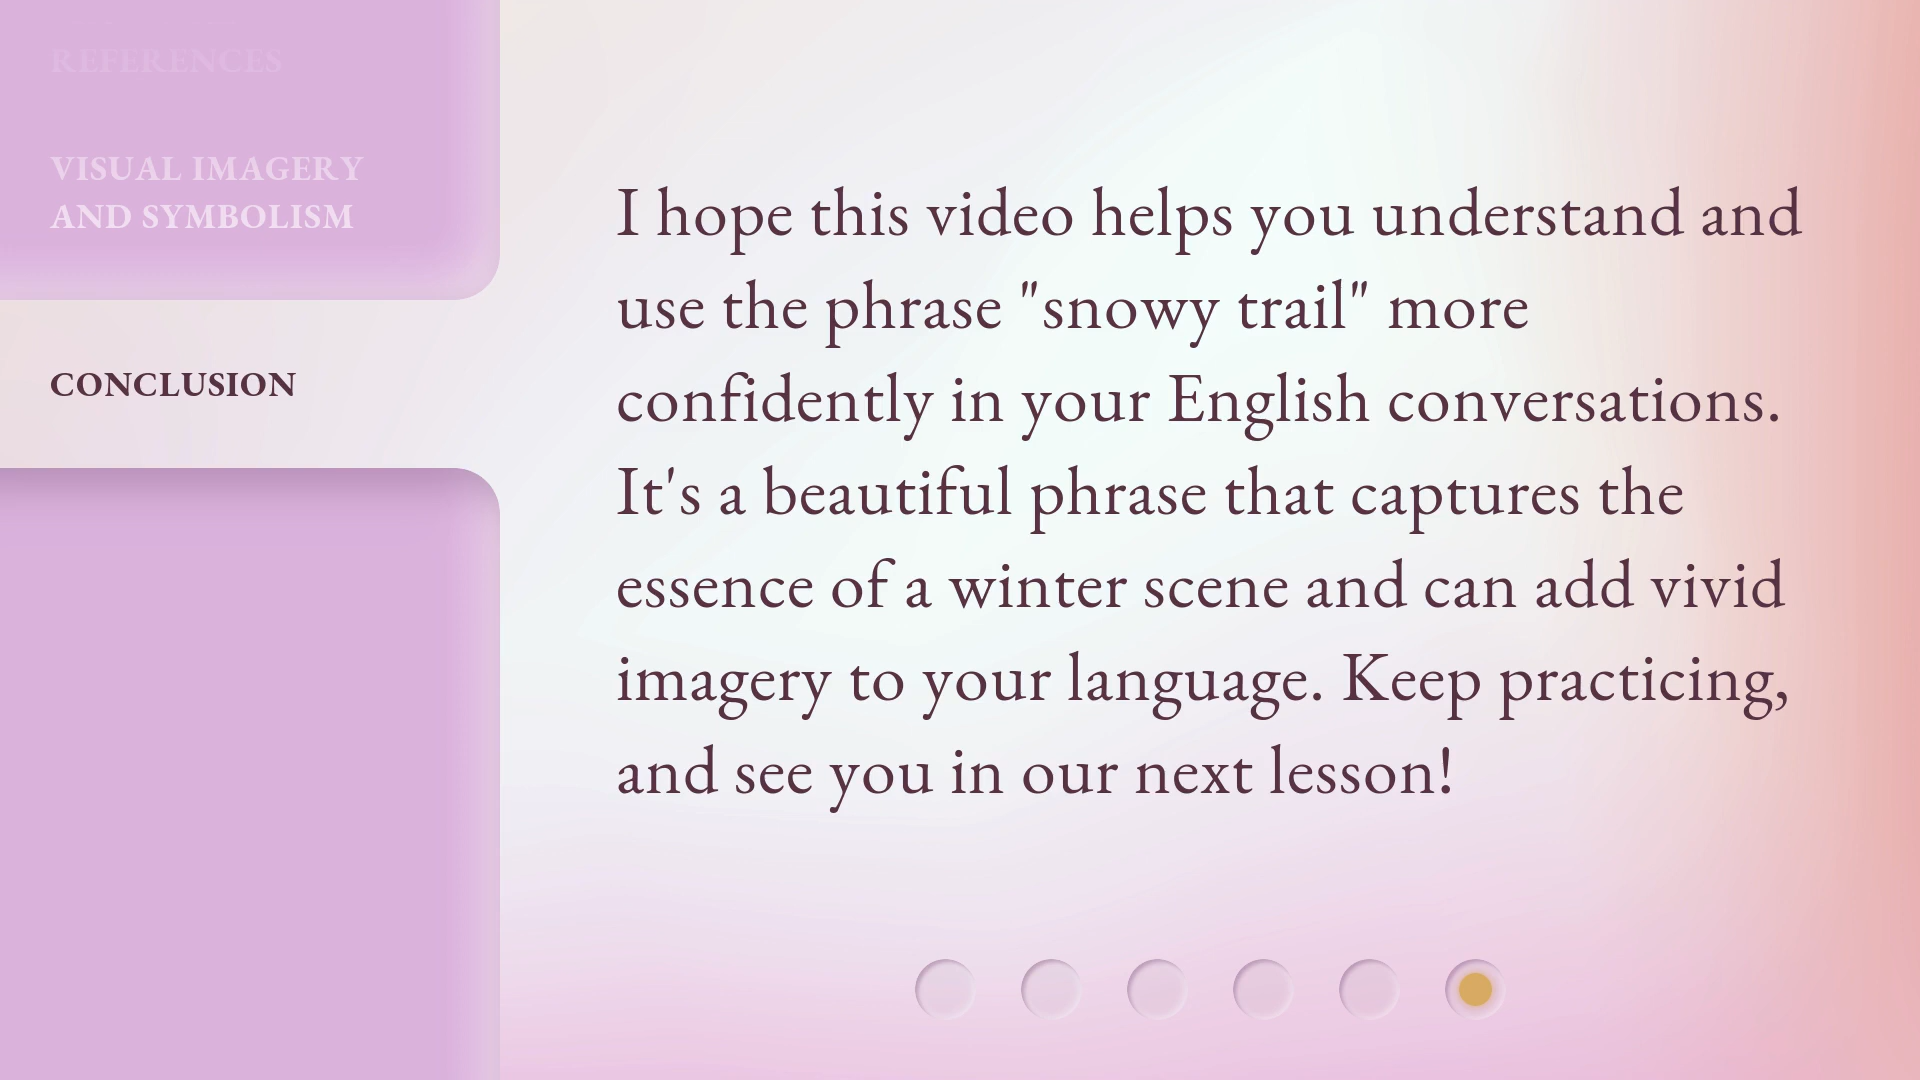 REFERENCES
VISUAL IMAGERY
AND SYMBOLISM
CONCLUSION
I hope this video helps you understand and
use the phrase "snowy trail" more
confidently in your English conversations.
It's a beautiful phrase that captures the
essence of a winter scene and can add vivid
imagery to your language. Keep practicing,
and see you in our next lesson!